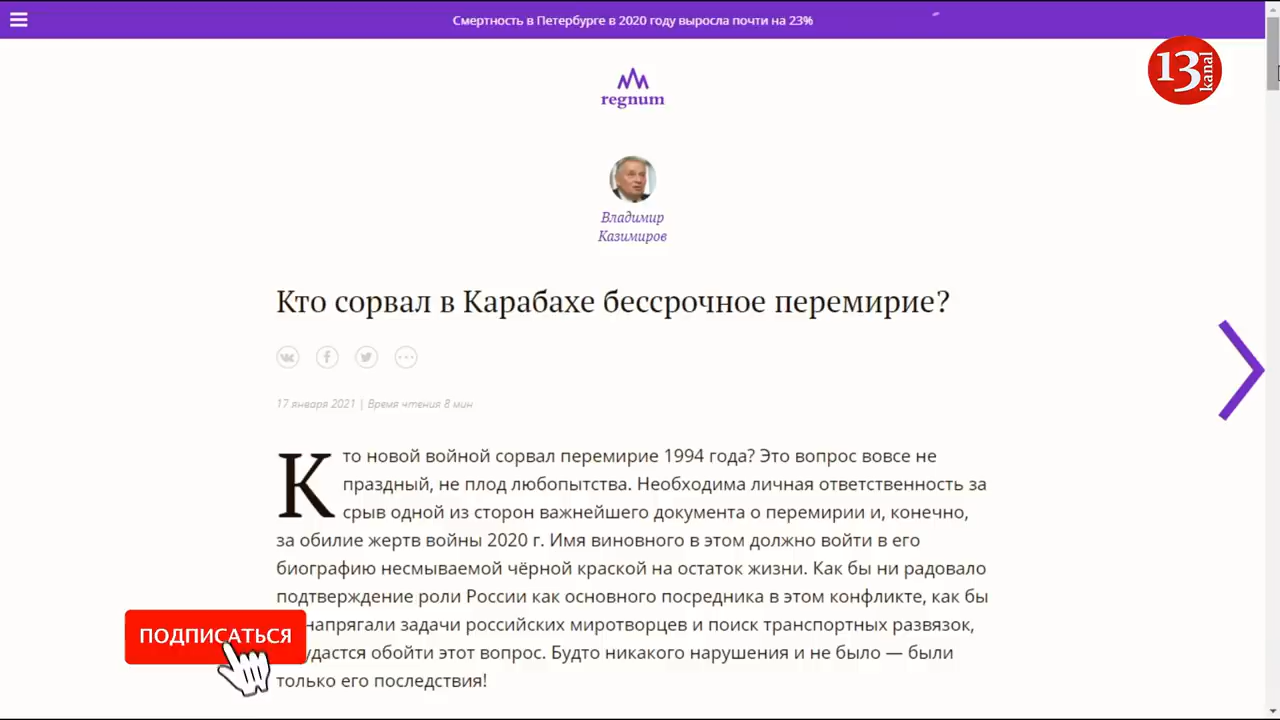 Смертность в Петербурге в 2020 году выросла почти на 23%
13 kanal
regnum
Владимир
Казимиров
Кто сорвал в Карабахе бессрочное перемирие?
17 января 2021 | Время чтения 8 мин
Кто новой войной сорвал перемирие 1994 года? Это вопрос вовсе не
праздный, не плод любопытства. Необходима личная ответственность за
срыв одной из сторон важнейшего документа о перемирии и, конечно,
за обилие жертв войны 2020 г. Имя виновного в этом должно войти в его
биографию несмываемой чёрной краской на остаток жизни. Как бы ни радовало
подтверждение роли России как основного посредника в этом конфликте, как бы
напрягали задачи российских миротворцев и поиск транспортных развязок,
удастся обойти этот вопрос. Будто никакого нарушения и не было — были
только его последствия!
ПОДПИСАТЬСЯ